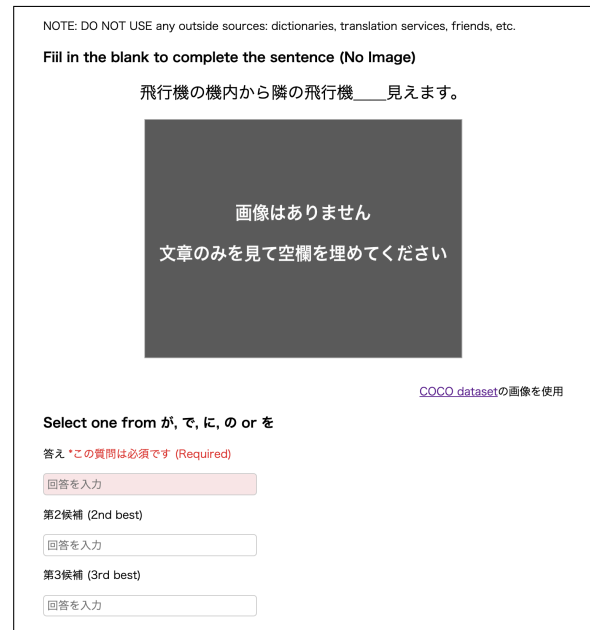 NOTE: DO NOT USE any outside sources: dictionaries, translation services, friends, etc.
Fiil in the blank to complete the sentence (No Image)
飛行機の機内から隣の飛行機____見えます。
画像はありません
文章のみを見て空欄を埋めてください
COCO datasetの画像を使用
Select one from が, で, に, の or を
答え *この質問は必須です (Required)
回答を入力
第2候補 (2nd best)
回答を入力
第3候補 (3rd best)
回答を入力